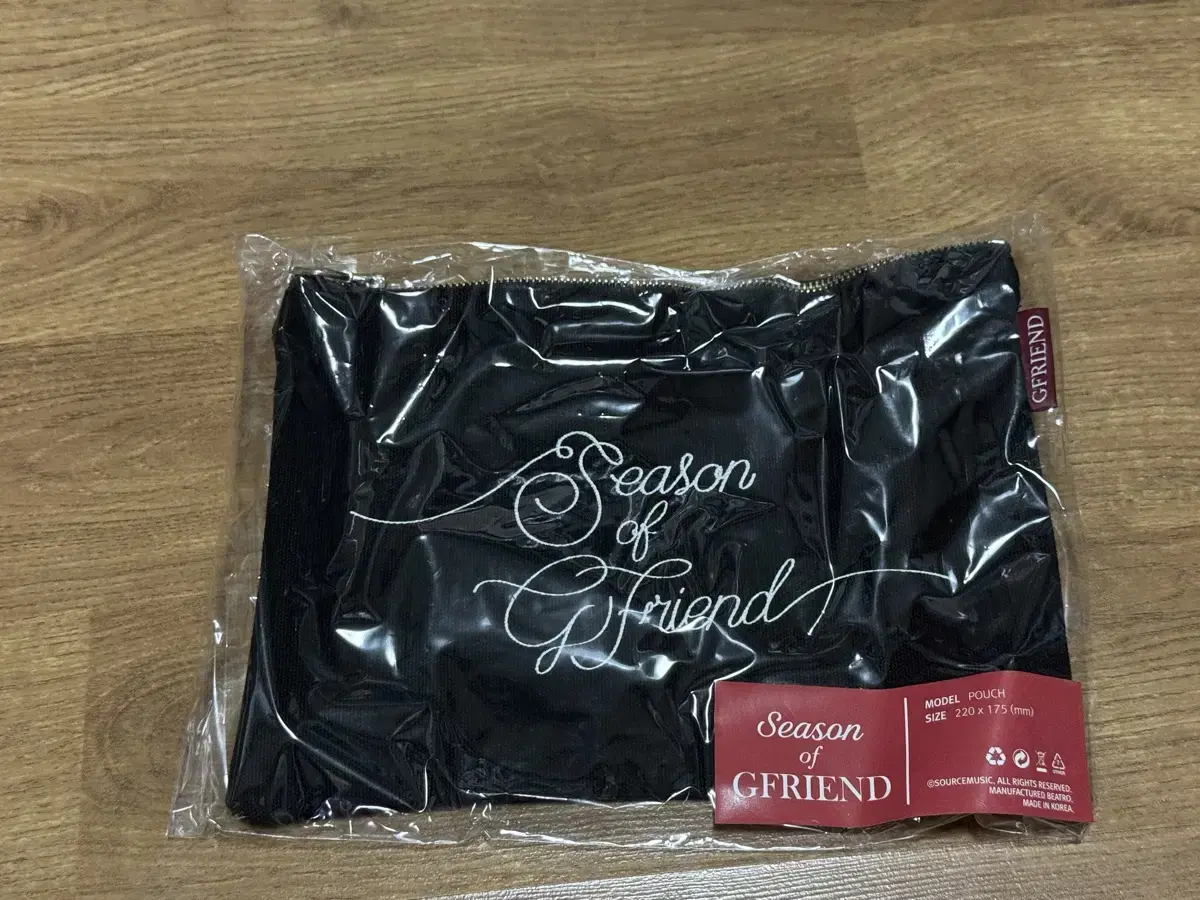 GFRIEND
Season
of
GFriend
Season
of
GFRIEND
MODEL POUCH
SIZE 220 x 175 (mm)
©SOURCEMUSIC. ALL RIGHTS RESERVED.
MANUFACTURED BEATRO.
MADE IN KOREA.